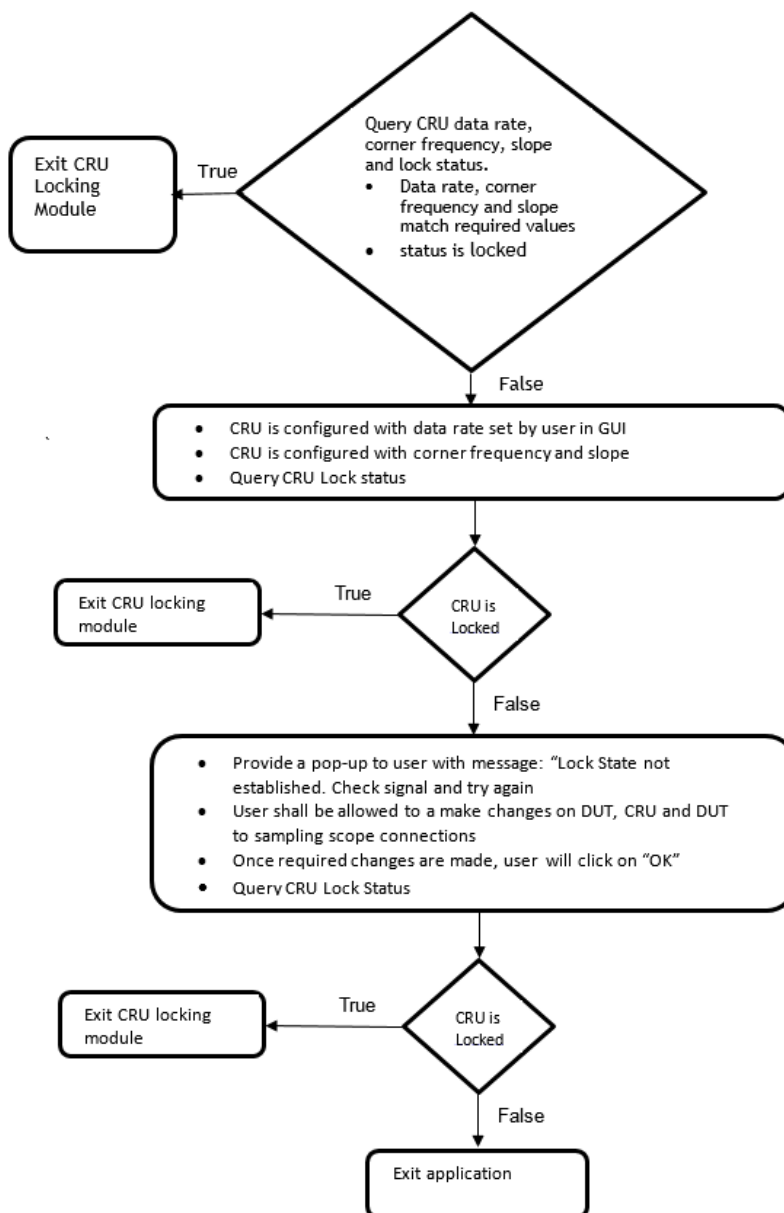 Query CRU data rate,
corner frequency, slope
and lock status.
• Data rate, corner
frequency and slope
match required values
• status is locked
True
Exit CRU
Locking
Module
False
• CRU is configured with data rate set by user in GUI
• CRU is configured with corner frequency and slope
• Query CRU Lock status
CRU is
Locked
True
Exit CRU locking
module
False
• Provide a pop-up to user with message: “Lock State not
established. Check signal and try again
• User shall be allowed to a make changes on DUT, CRU and DUT
to sampling scope connections
• Once required changes are made, user will click on “OK”
• Query CRU Lock Status
CRU is
Locked
True
Exit CRU locking
module
False
Exit application